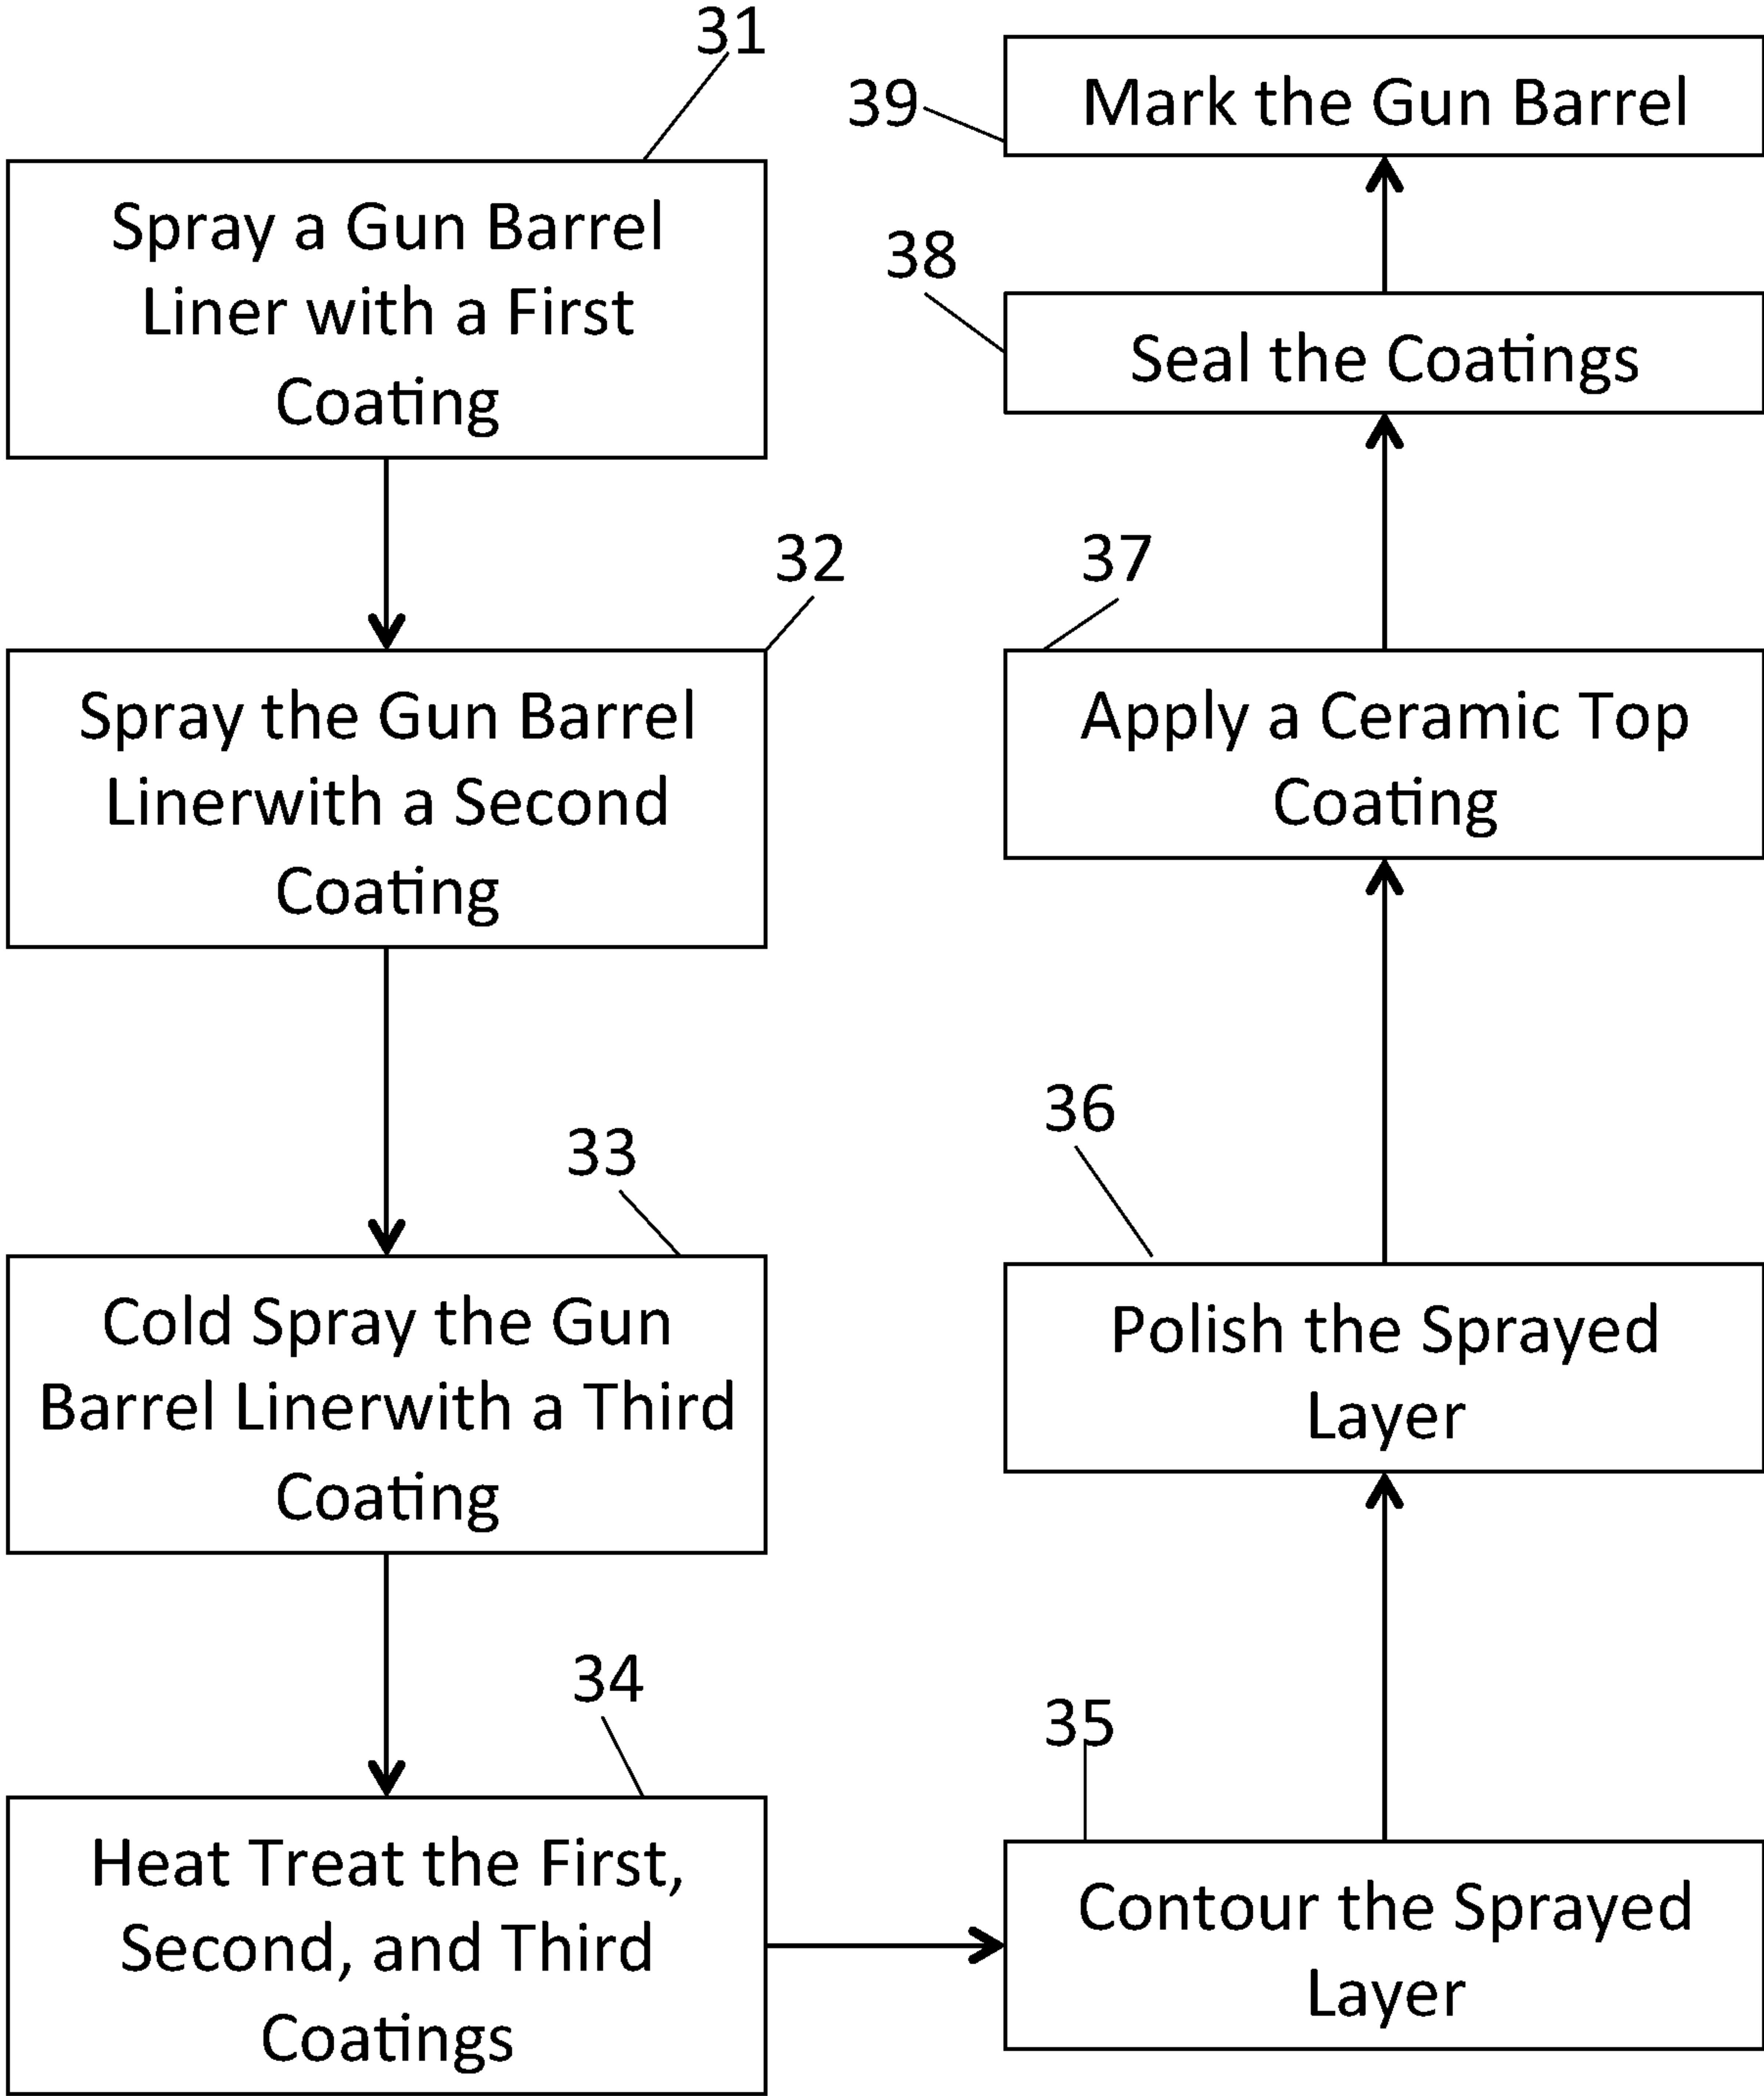 31
Spray a Gun Barrel
Liner with a First
Coating
32
Spray the Gun Barrel
Linerwith a Second
Coating
33
Cold Spray the Gun
Barrel Linerwith a Third
Coating
34
Heat Treat the First,
Second, and Third
Coatings
35
Contour the Sprayed
Layer
36
Polish the Sprayed
Layer
37
Apply a Ceramic Top
Coating
38
Seal the Coatings
39
Mark the Gun Barrel